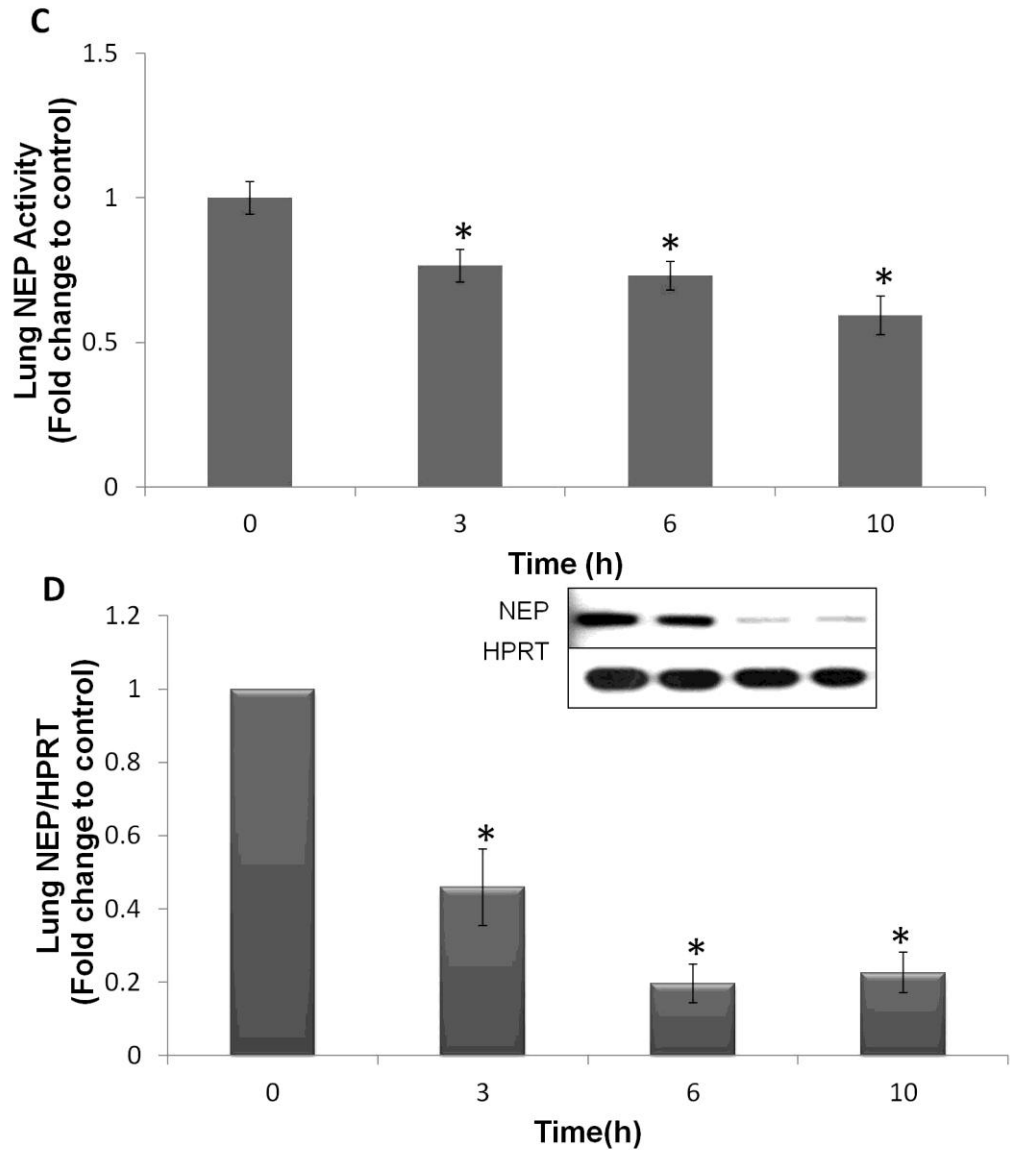 C
Lung NEP Activity
(Fold change to control)
1.5
1
0.5
0
*
*
*
0 3 6 10
Time (h)
D
NEP
HPRT
Lung NEP/HPRT
(Fold change to control)
1.2
1
0.8
0.6
0.4
0.2
0
*
*
*
0 3 6 10
Time(h)